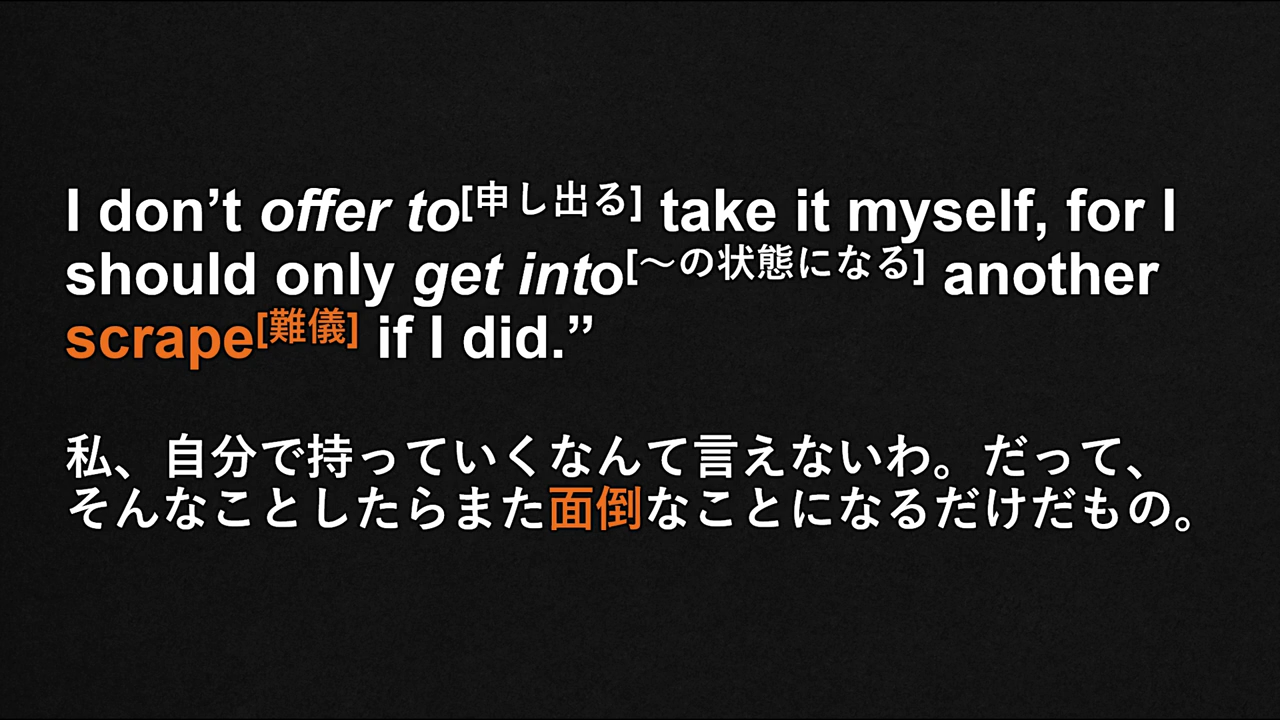 I don’t offer to[申し出る] take it myself, for I
should only get into[～の状態になる] another
scrape[難儀] if I did.”
私、自分で持っていくなんて言えないわ。だって、
そんなことしたらまた面倒なことになるだけだもの。